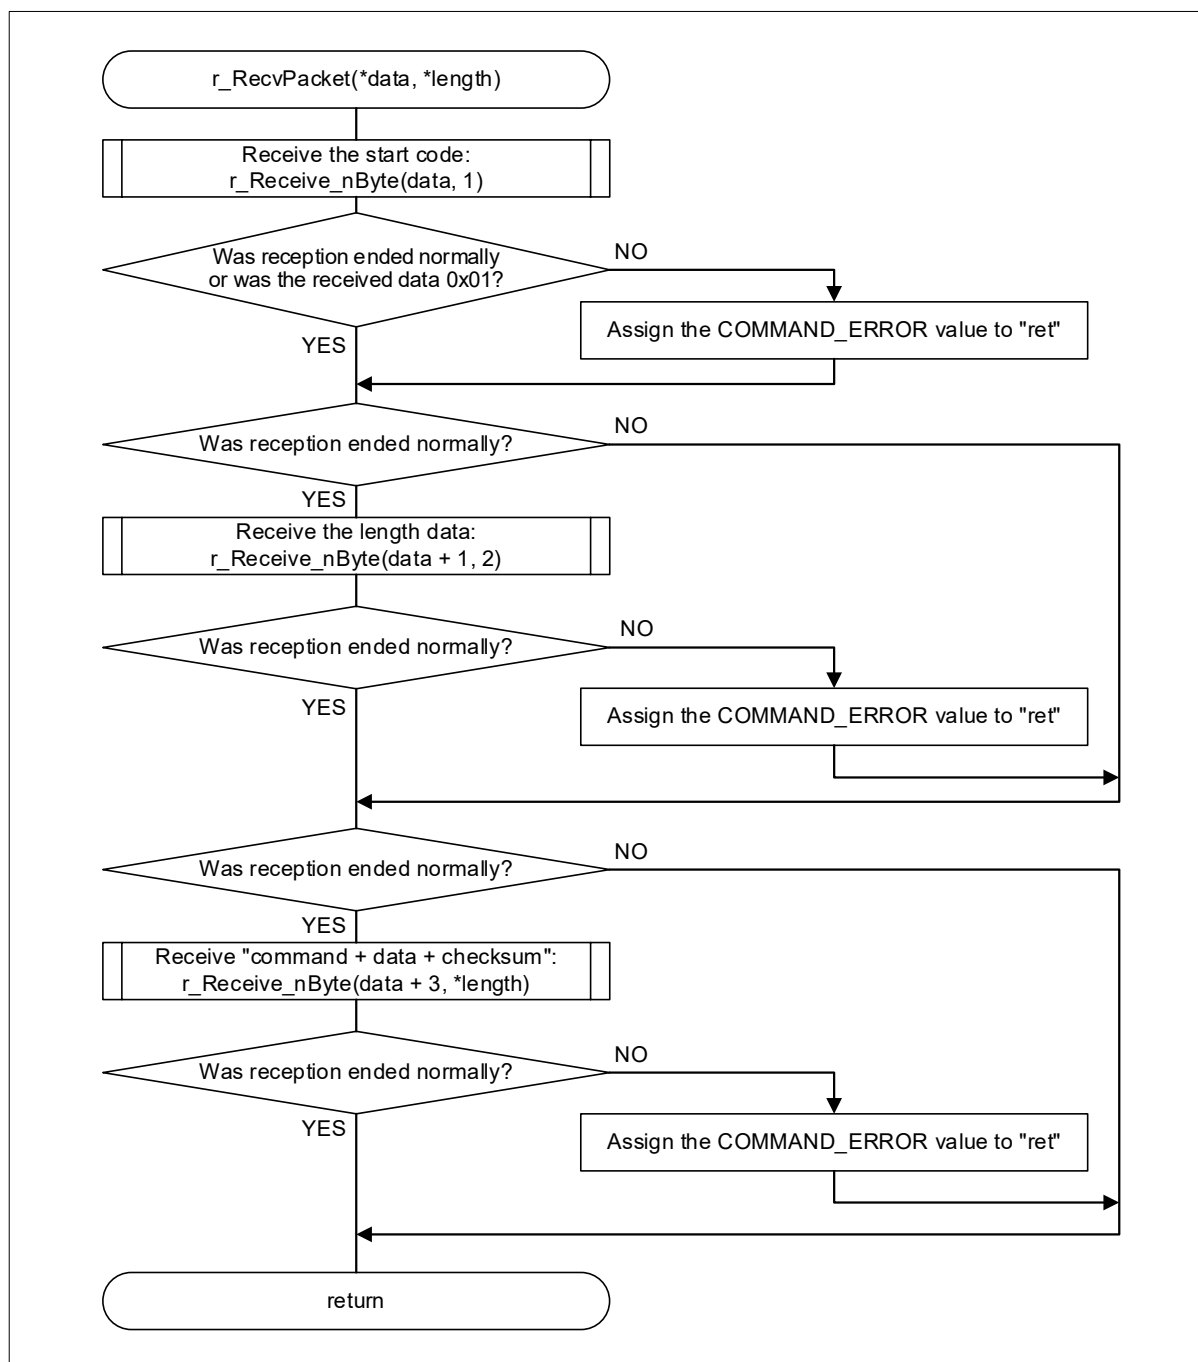 r_RecvPacket(*data, *length)
Receive the start code:
r_Receive_nByte(data, 1)
Was reception ended normally
or was the received data 0x01?
NO
Assign the COMMAND_ERROR value to "ret"
YES
Was reception ended normally?
NO
YES
Receive the length data:
r_Receive_nByte(data + 1, 2)
Was reception ended normally?
NO
YES
Assign the COMMAND_ERROR value to "ret"
Was reception ended normally?
NO
YES
Receive "command + data + checksum":
r_Receive_nByte(data + 3, *length)
Was reception ended normally?
NO
YES
Assign the COMMAND_ERROR value to "ret"
return